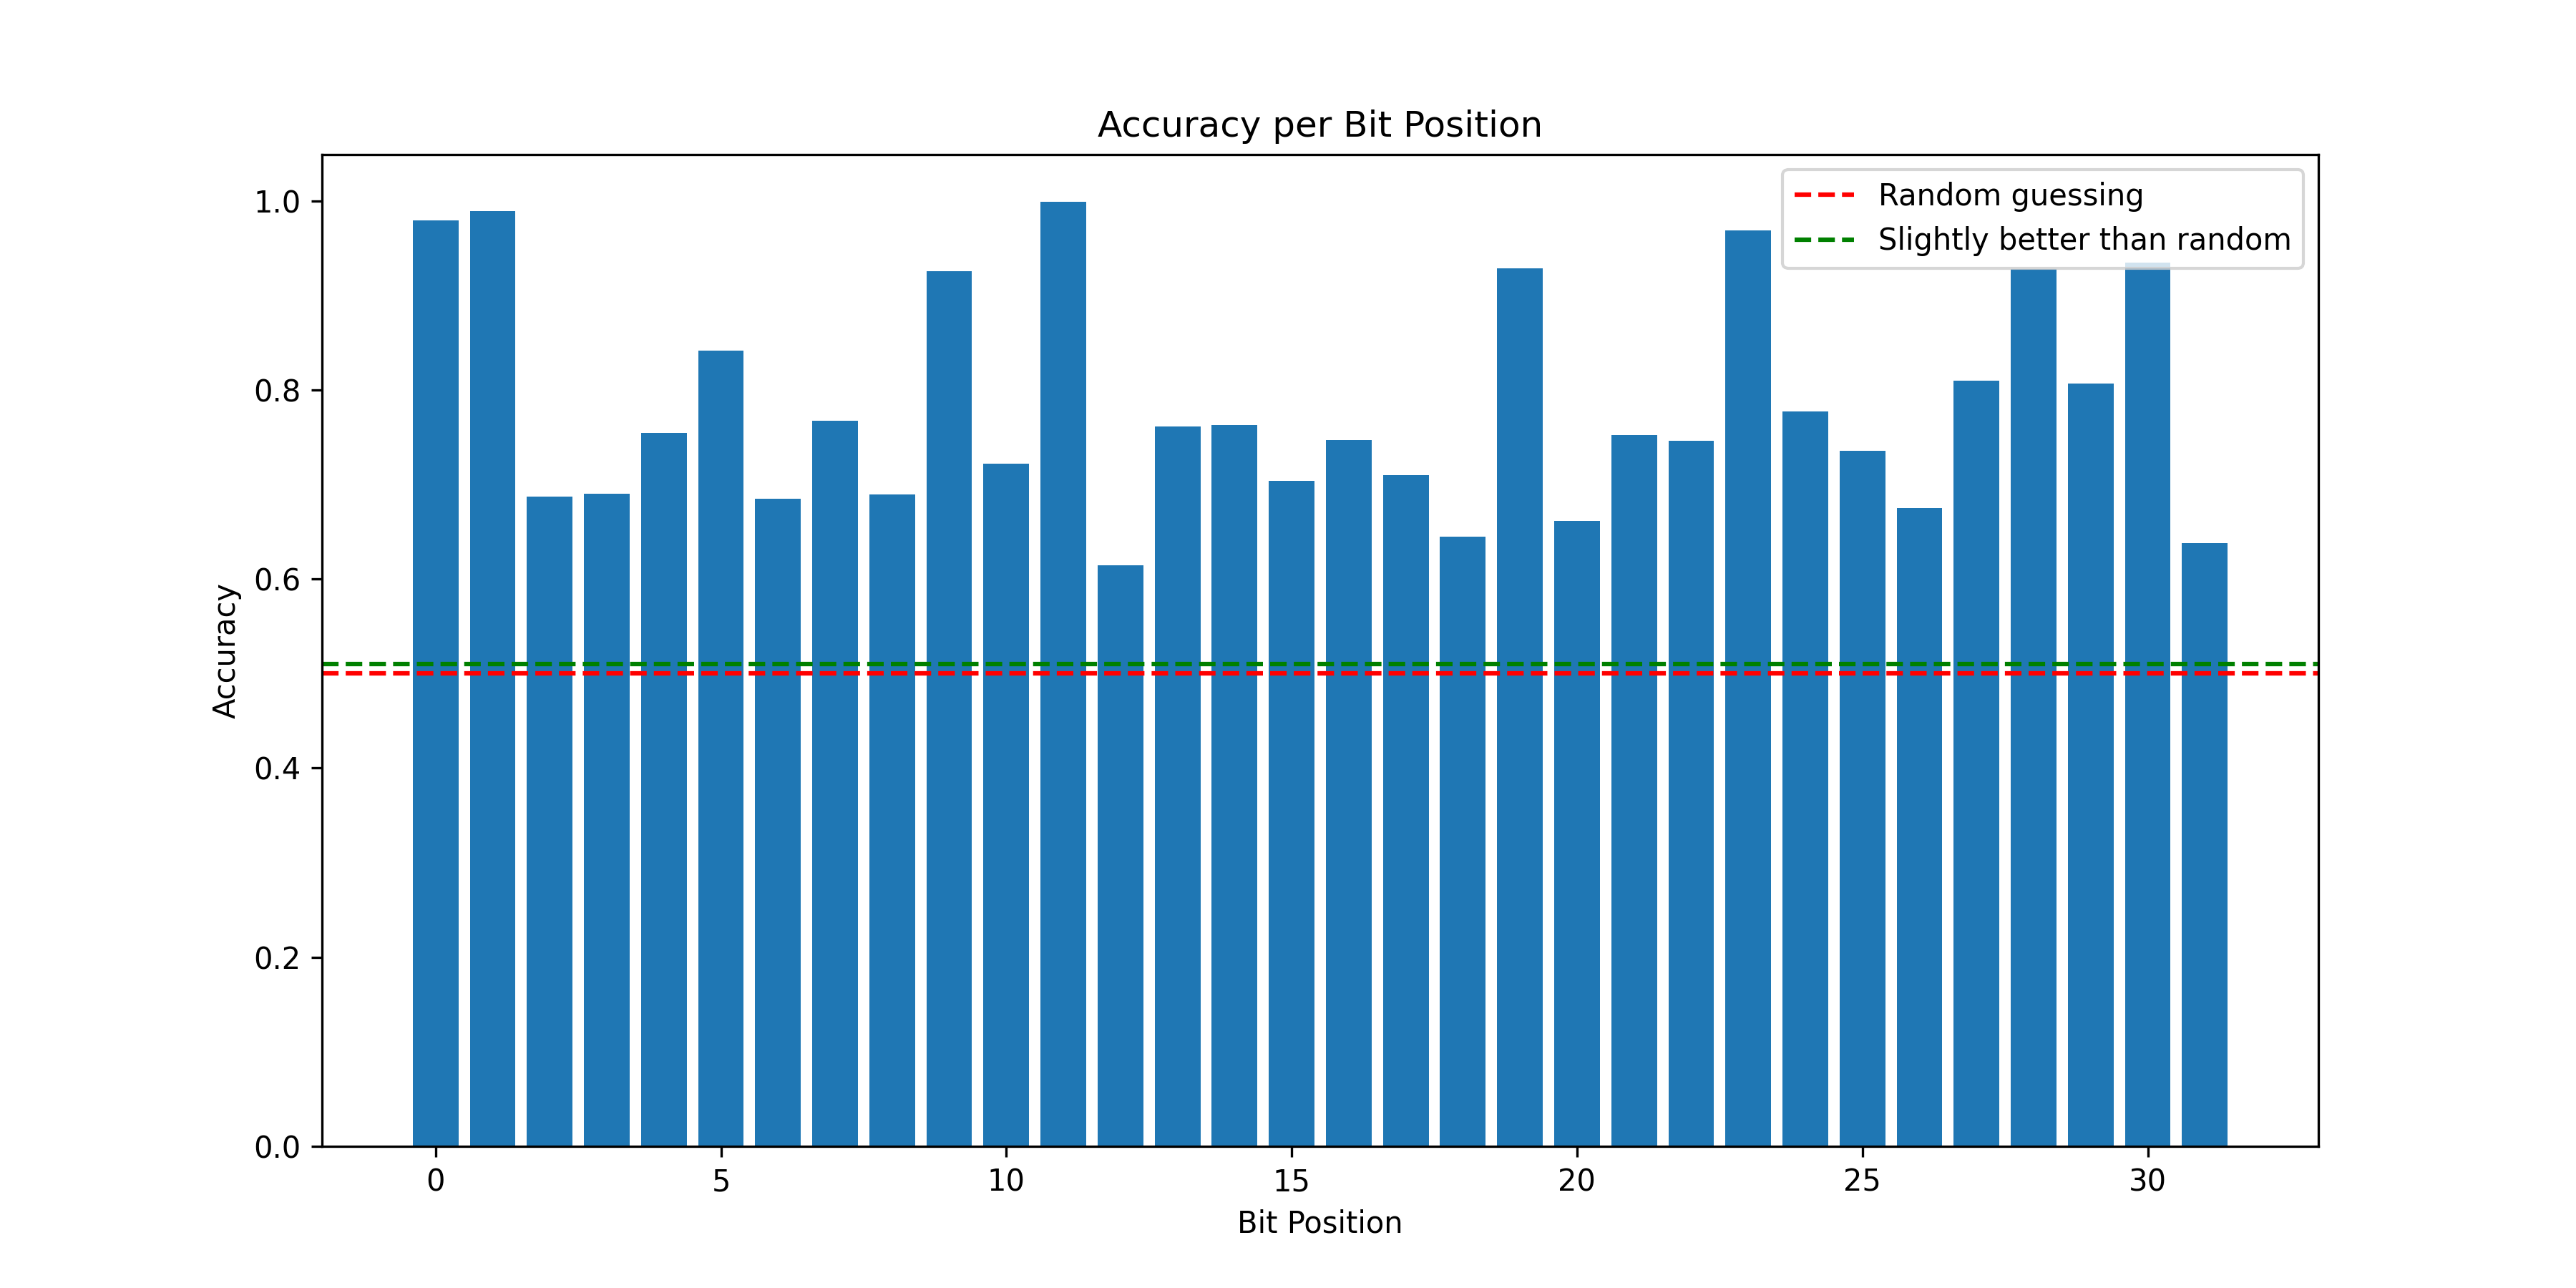 Accuracy per Bit Position
Random guessing
Slightly better than random
1.0
0.8
0.6
0.4
0.2
0.0
Accuracy
0 5 10 15 20 25 30
Bit Position